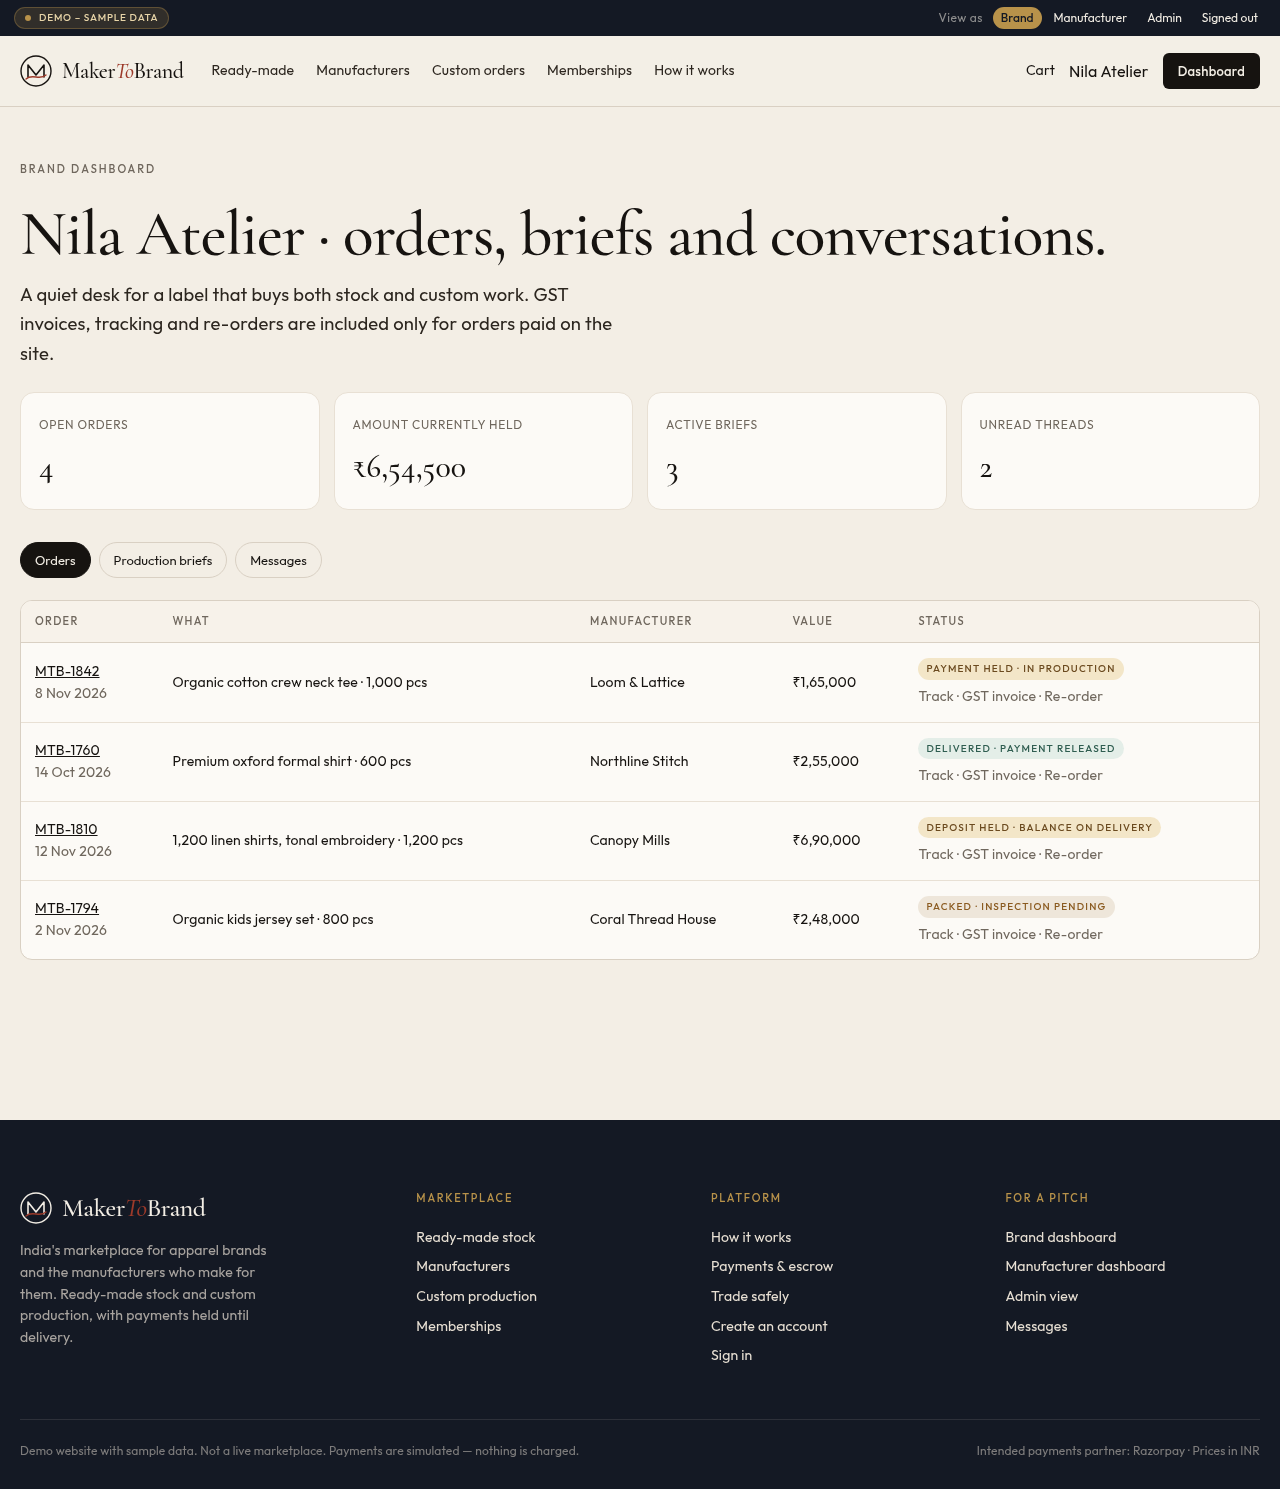 DEMO – SAMPLE DATA
View as Brand Manufacturer Admin Signed out
MakerToBrand Ready-made Manufacturers Custom orders Memberships How it works Cart Nila Atelier Dashboard
BRAND DASHBOARD
Nila Atelier · orders, briefs and conversations.
A quiet desk for a label that buys both stock and custom work. GST
invoices, tracking and re-orders are included only for orders paid on the
site.
OPEN ORDERS
4
AMOUNT CURRENTLY HELD
₹6,54,500
ACTIVE BRIEFS
3
UNREAD THREADS
2
Orders Production briefs Messages
ORDER WHAT MANUFACTURER VALUE STATUS
MTB-1842
8 Nov 2026
Organic cotton crew neck tee · 1,000 pcs
Loom & Lattice
₹1,65,000
PAYMENT HELD · IN PRODUCTION
Track · GST invoice · Re-order
MTB-1760
14 Oct 2026
Premium oxford formal shirt · 600 pcs
Northline Stitch
₹2,55,000
DELIVERED · PAYMENT RELEASED
Track · GST invoice · Re-order
MTB-1810
12 Nov 2026
1,200 linen shirts, tonal embroidery · 1,200 pcs
Canopy Mills
₹6,90,000
DEPOSIT HELD · BALANCE ON DELIVERY
Track · GST invoice · Re-order
MTB-1794
2 Nov 2026
Organic kids jersey set · 800 pcs
Coral Thread House
₹2,48,000
PACKED · INSPECTION PENDING
Track · GST invoice · Re-order
MakerToBrand
India's marketplace for apparel brands
and the manufacturers who make for
them. Ready-made stock and custom
production, with payments held until
delivery.
MARKETPLACE
Ready-made stock
Manufacturers
Custom production
Memberships
PLATFORM
How it works
Payments & escrow
Trade safely
Create an account
Sign in
FOR A PITCH
Brand dashboard
Manufacturer dashboard
Admin view
Messages
Demo website with sample data. Not a live marketplace. Payments are simulated — nothing is charged.
Intended payments partner: Razorpay · Prices in INR